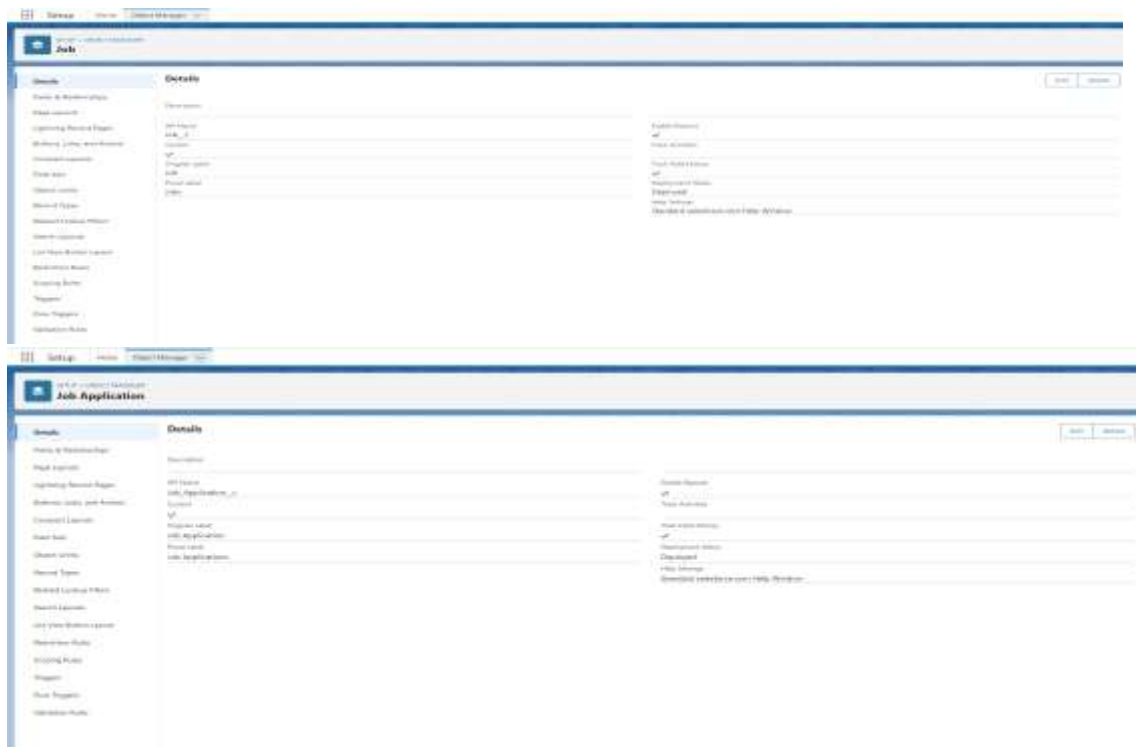 Setup Home Object Manager
SETUP > OBJECT MANAGER
Job
Details
Fields & Relationships
Page Layouts
Lightning Record Pages
Buttons, Links, and Actions
Compact Layouts
Field Sets
Object Limits
Record Types
Related Lookup Filters
Search Layouts
List View Button Layout
Restriction Rules
Scoping Rules
Triggers
Flow Triggers
Validation Rules
Details
Edit Delete
Description
API Name
Job__c
Custom
✓
Singular Label
Job
Plural Label
Jobs
Enable Reports
✓
Track Activities
Track Field History
✓
Deployment Status
Deployed
Help Settings
Standard salesforce.com Help Window
Setup Home Object Manager
SETUP > OBJECT MANAGER
Job Application
Details
Fields & Relationships
Page Layouts
Lightning Record Pages
Buttons, Links, and Actions
Compact Layouts
Field Sets
Object Limits
Record Types
Related Lookup Filters
Search Layouts
List View Button Layout
Restriction Rules
Scoping Rules
Triggers
Flow Triggers
Validation Rules
Details
Edit Delete
Description
API Name
Job_Application__c
Custom
✓
Singular Label
Job Application
Plural Label
Job Applications
Enable Reports
✓
Track Activities
Track Field History
✓
Deployment Status
Deployed
Help Settings
Standard salesforce.com Help Window